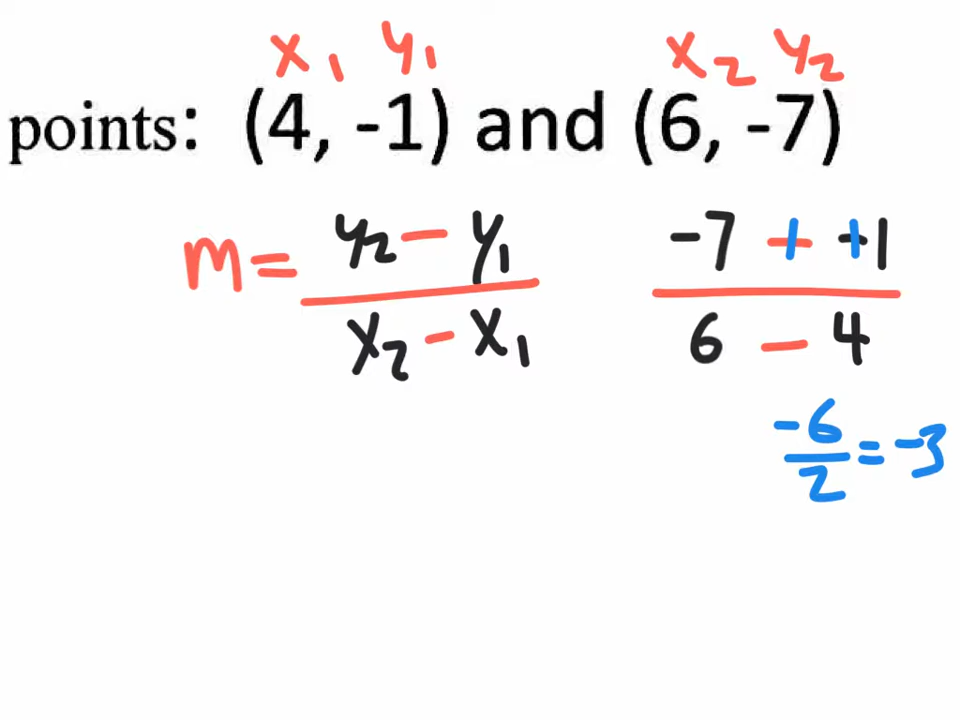 x₁ y₁ x₂ y₂
points: (4, -1) and (6, -7)
m = y₂ - y₁ -7 + +1
x₂ - x₁ 6 - 4
-6
2 = -3